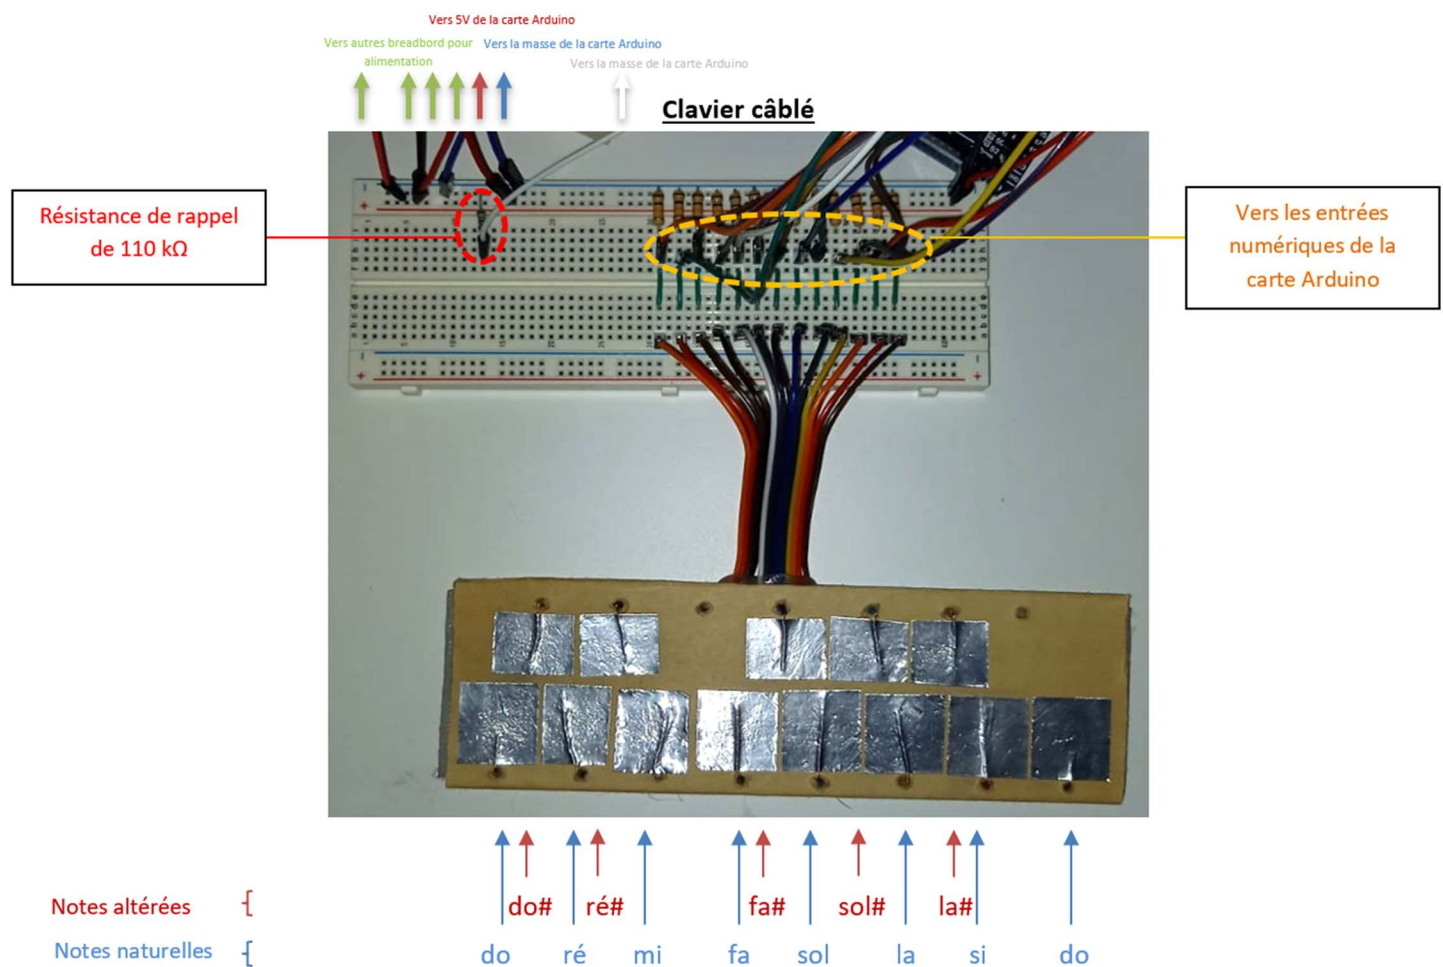 Vers 5V de la carte Arduino
Vers autres breadbord pour
alimentation
Vers la masse de la carte Arduino
Vers la masse de la carte Arduino
Clavier câblé
Résistance de rappel
de 110 kΩ
Vers les entrées
numériques de la
carte Arduino
do# ré# fa# sol# la#
Notes altérées {
Notes naturelles {
do ré mi fa sol la si do